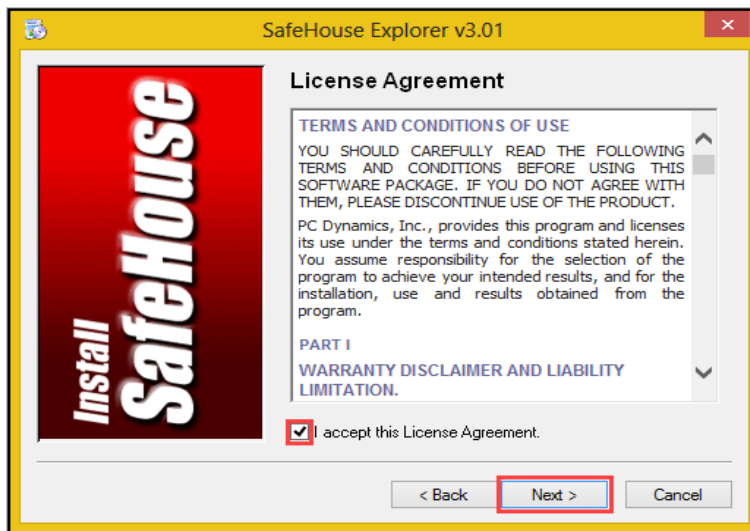 SafeHouse Explorer v3.01
Install
SafeHouse
License Agreement
TERMS AND CONDITIONS OF USE
YOU SHOULD CAREFULLY READ THE FOLLOWING
TERMS AND CONDITIONS BEFORE USING THIS
SOFTWARE PACKAGE. IF YOU DO NOT AGREE WITH
THEM, PLEASE DISCONTINUE USE OF THE PRODUCT.
PC Dynamics, Inc., provides this program and licenses
its use under the terms and conditions stated herein.
You assume responsibility for the selection of the
program to achieve your intended results, and for the
installation, use and results obtained from the
program.
PART I
WARRANTY DISCLAIMER AND LIABILITY
LIMITATION.
I accept this License Agreement.
< Back
Next >
Cancel